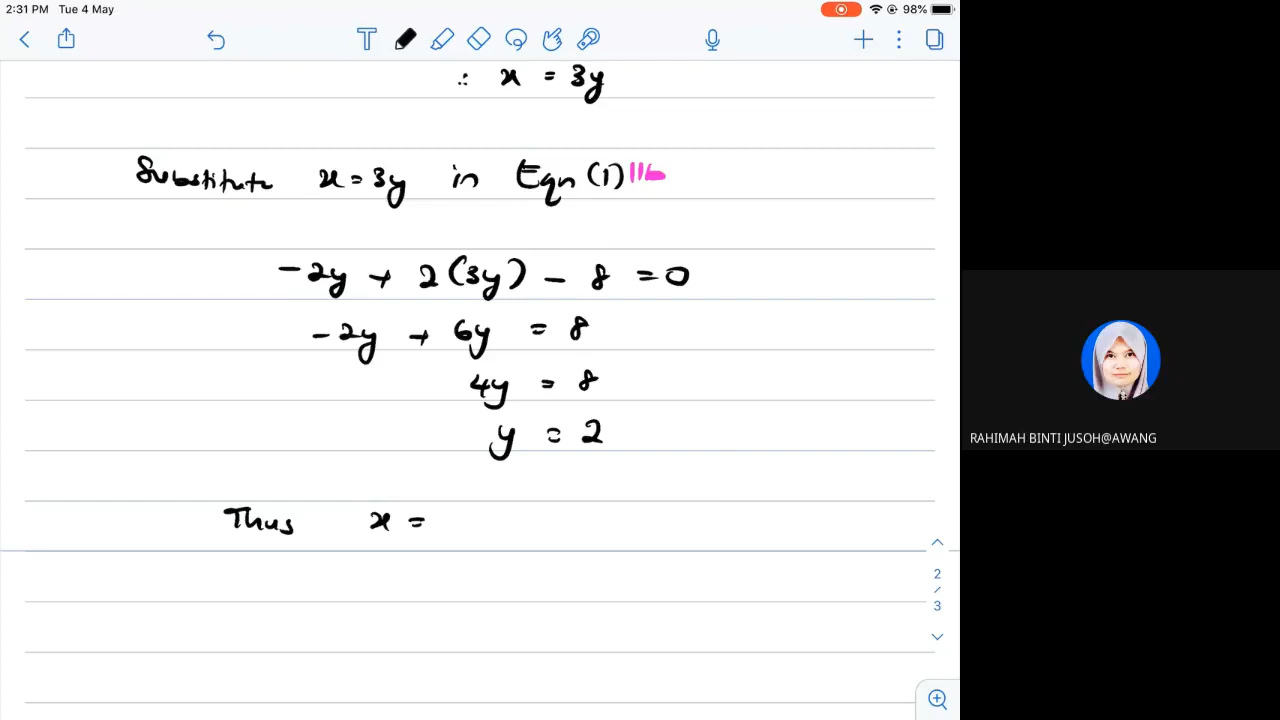 2:31 PM Tue 4 May 98%
∴ x = 3y
Substitute x = 3y in Eqn (1)
-2y + 2(3y) - 8 = 0
-2y + 6y = 8
4y = 8
y = 2
Thus x =
2
3
RAHIMAH BINTI JUSOH@AWANG